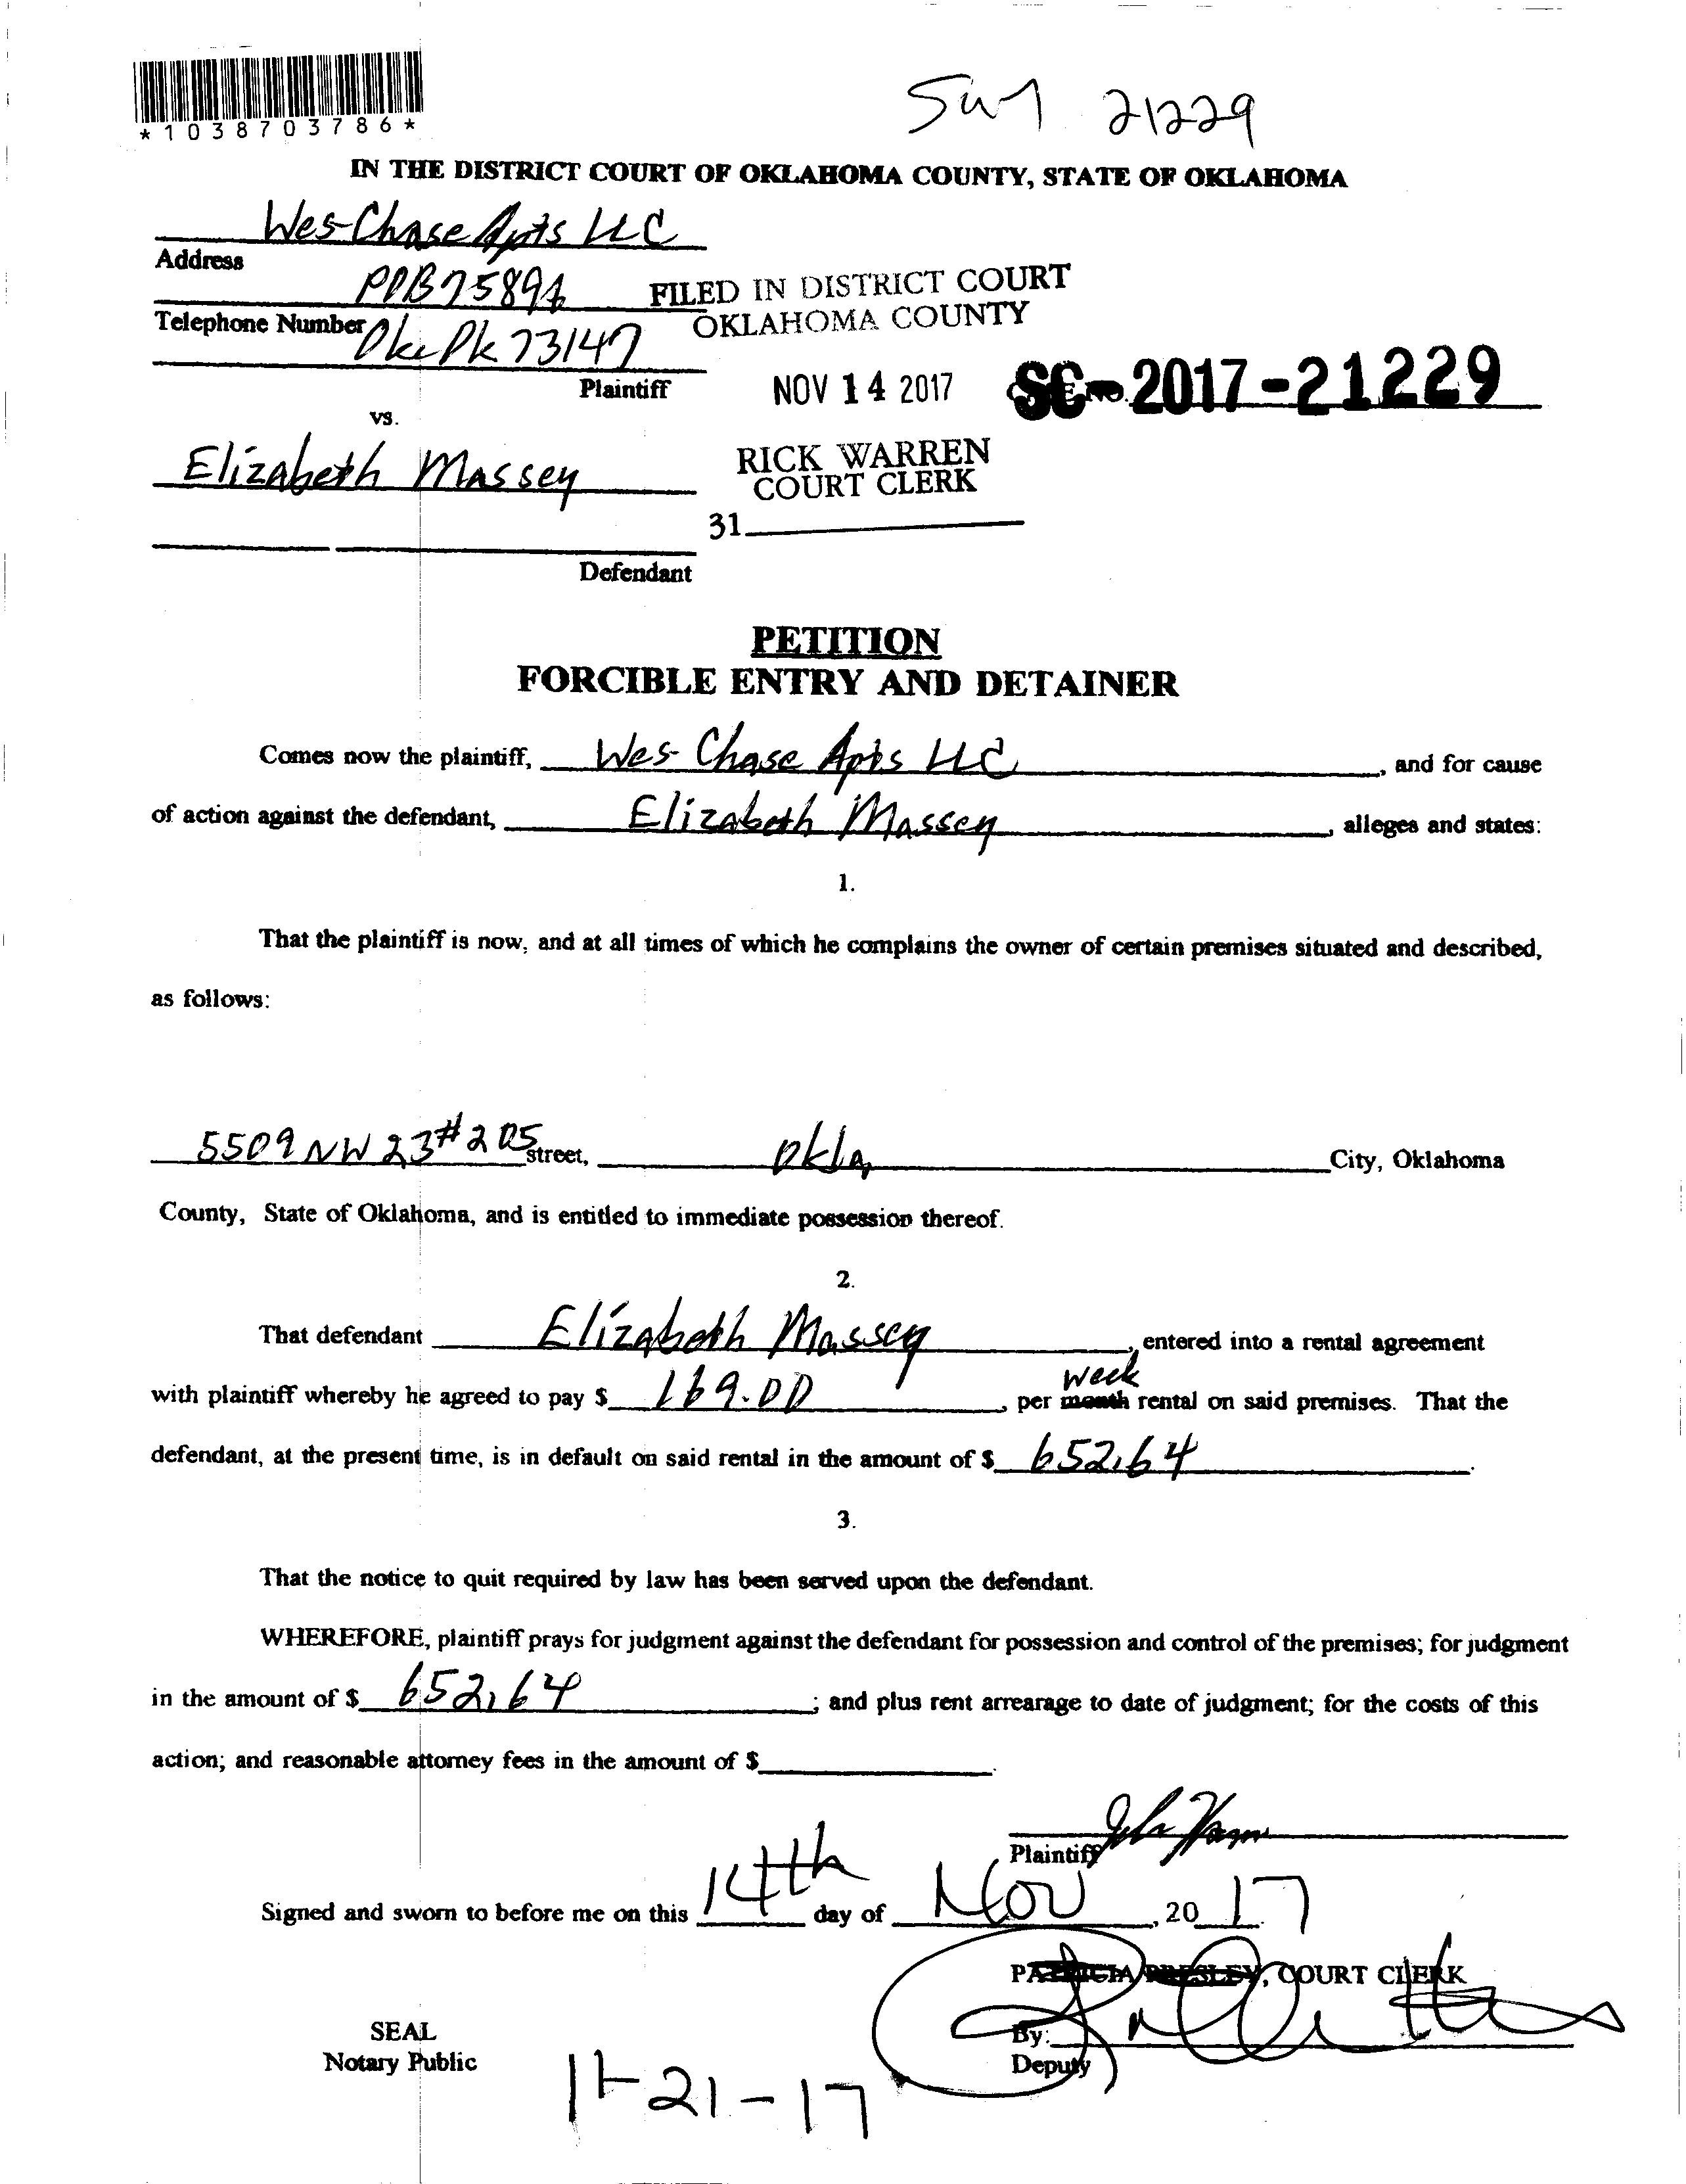 *1038703786*
21229
IN THE DISTRICT COURT OF OKLAHOMA COUNTY, STATE OF OKLAHOMA
Wes-Chase Apts LLC
Address
POB 75894
FILED IN DISTRICT COURT
OKLAHOMA COUNTY
Telephone Number
Okc Ok 73147
Plaintiff
NOV 14 2017
SC-2017-21229
vs.
Elizabeth Massey
RICK WARREN
COURT CLERK
31
Defendant
PETITION
FORCIBLE ENTRY AND DETAINER
Comes now the plaintiff, Wes-Chase Apts LLC, and for cause
of action against the defendant, Elizabeth Massey, alleges and states:
1.
That the plaintiff is now, and at all times of which he complains the owner of certain premises situated and described,
as follows:
5509 NW 23 #205 street, Okla City, Oklahoma
County, State of Oklahoma, and is entitled to immediate possession thereof.
2.
That defendant Elizabeth Massey, entered into a rental agreement
week
with plaintiff whereby he agreed to pay $ 169.00, per month rental on said premises. That the
defendant, at the present time, is in default on said rental in the amount of $ 652.64.
3.
That the notice to quit required by law has been served upon the defendant.
WHEREFORE, plaintiff prays for judgment against the defendant for possession and control of the premises; for judgment
in the amount of $ 652.64; and plus rent arrearage to date of judgment; for the costs of this
action; and reasonable attorney fees in the amount of $ .
Plaintiff
Signed and sworn to before me on this 14th day of Nov, 20 17
PATRICIA PRESLEY, COURT CLERK
SEAL
By:
Notary Public
Deputy
11-21-17